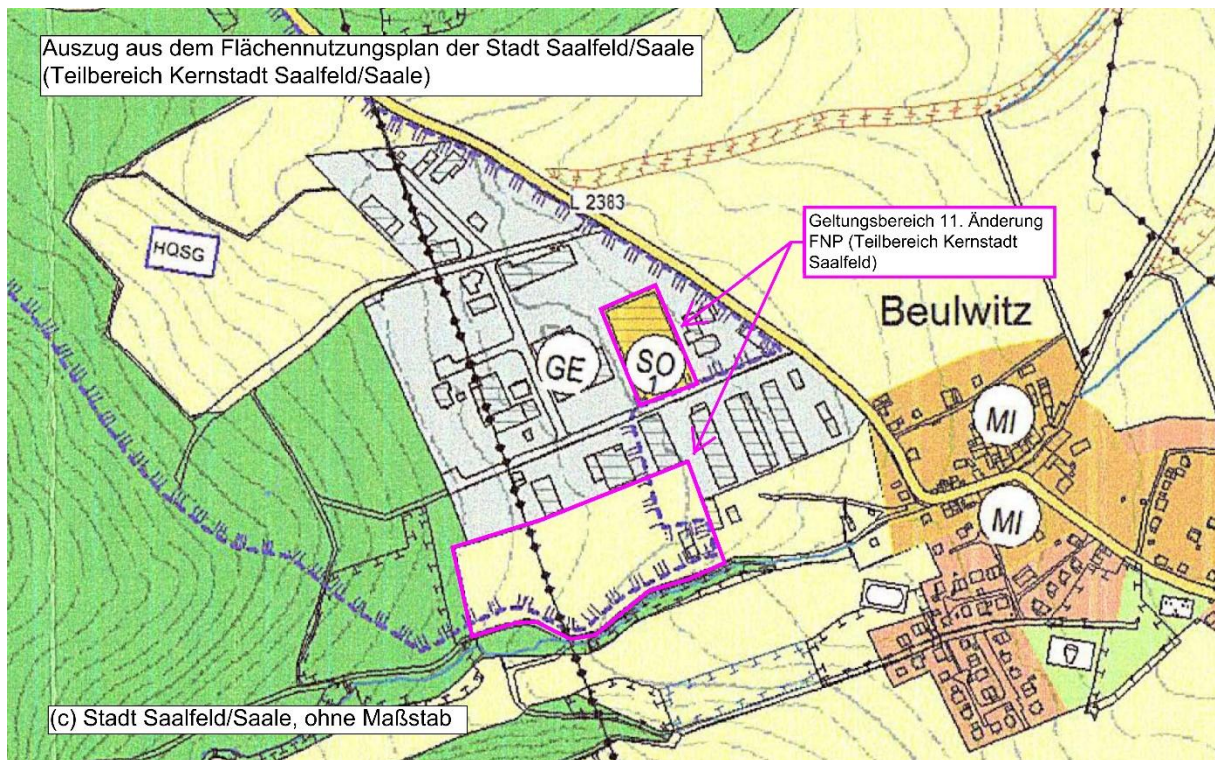 Auszug aus dem Flächennutzungsplan der Stadt Saalfeld/Saale
(Teilbereich Kernstadt Saalfeld/Saale)
L 2383
Geltungsbereich 11. Änderung
FNP (Teilbereich Kernstadt
Saalfeld)
HQSG
Beulwitz
GE
SO
1
MI
MI
(c) Stadt Saalfeld/Saale, ohne Maßstab